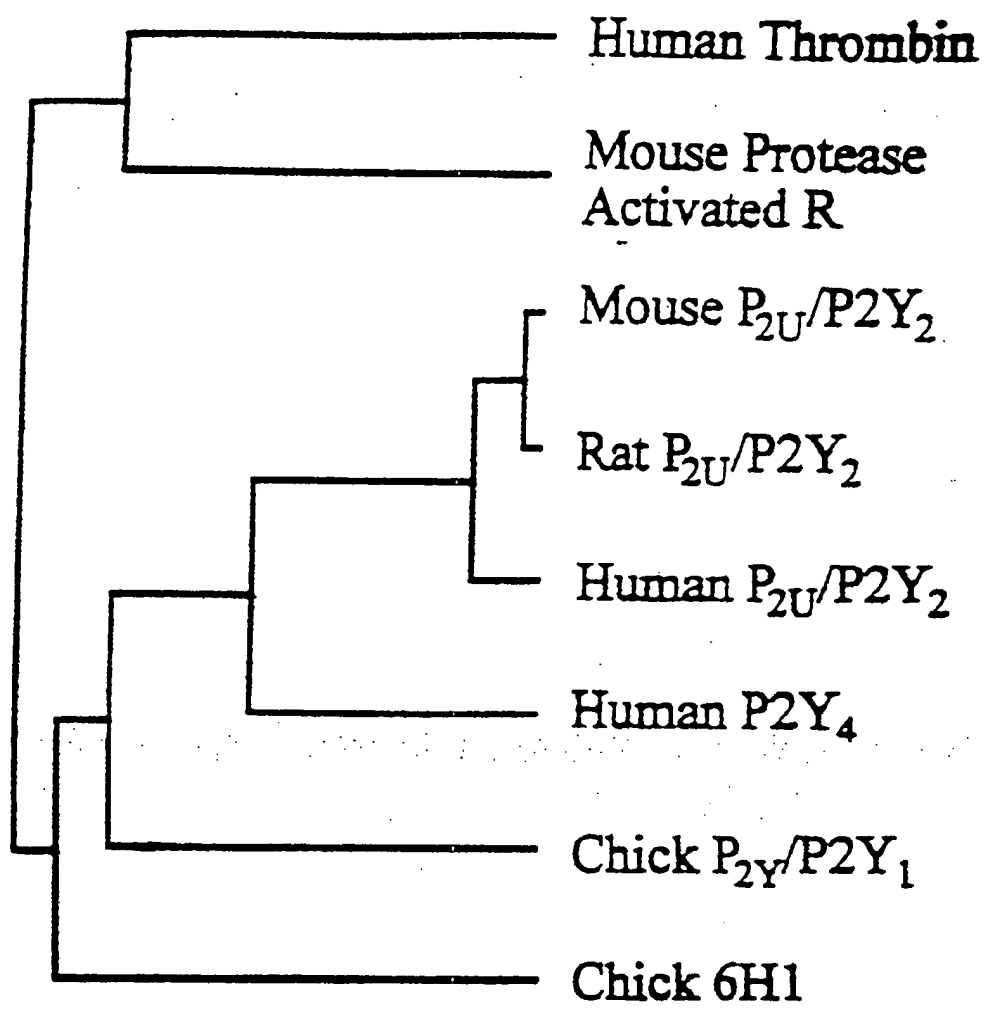 Human Thrombin
Mouse Protease
Activated R
Mouse P₂U/P2Y₂
Rat P₂U/P2Y₂
Human P₂U/P2Y₂
Human P2Y₄
Chick P₂Y/P2Y₁
Chick 6H1